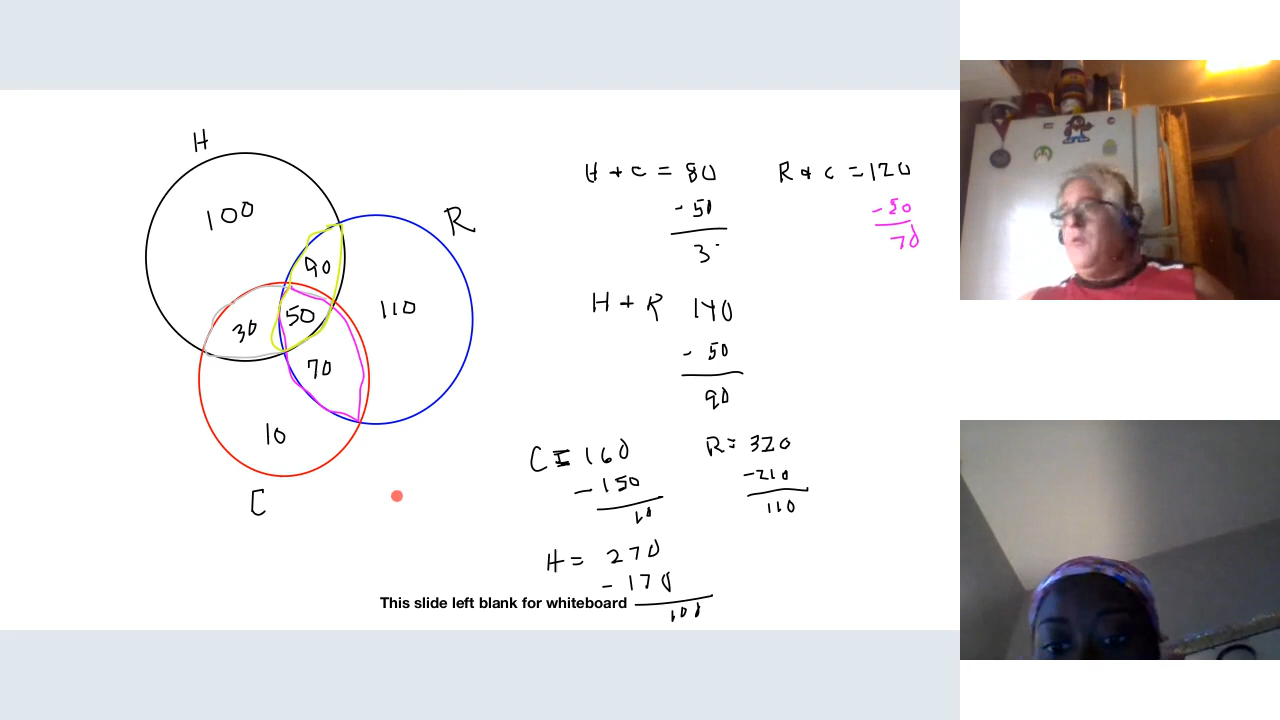 H
100
R
90
110
30
50
70
10
C
H + C = 80
- 50
3
R & C = 120
- 50
70
H + R 140
- 50
90
C = 160
- 150
10
R = 320
- 210
110
H = 270
- 170
100
This slide left blank for whiteboard